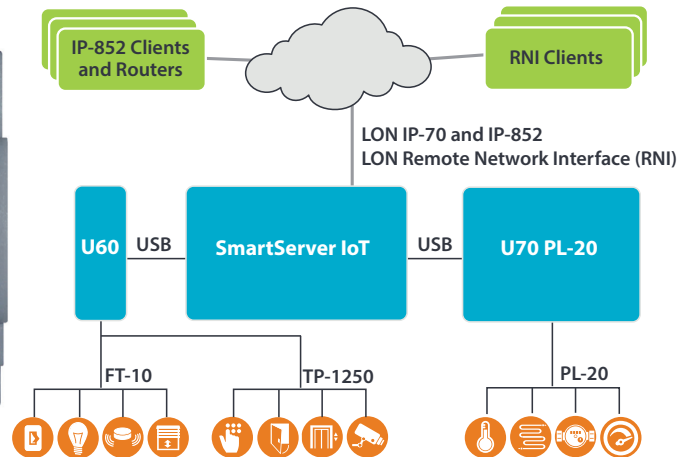 IP-852 Clients
and Routers
RNI Clients
LON IP-70 and IP-852
LON Remote Network Interface (RNI)
U60
USB
SmartServer IoT
USB
U70 PL-20
FT-10
TP-1250
PL-20